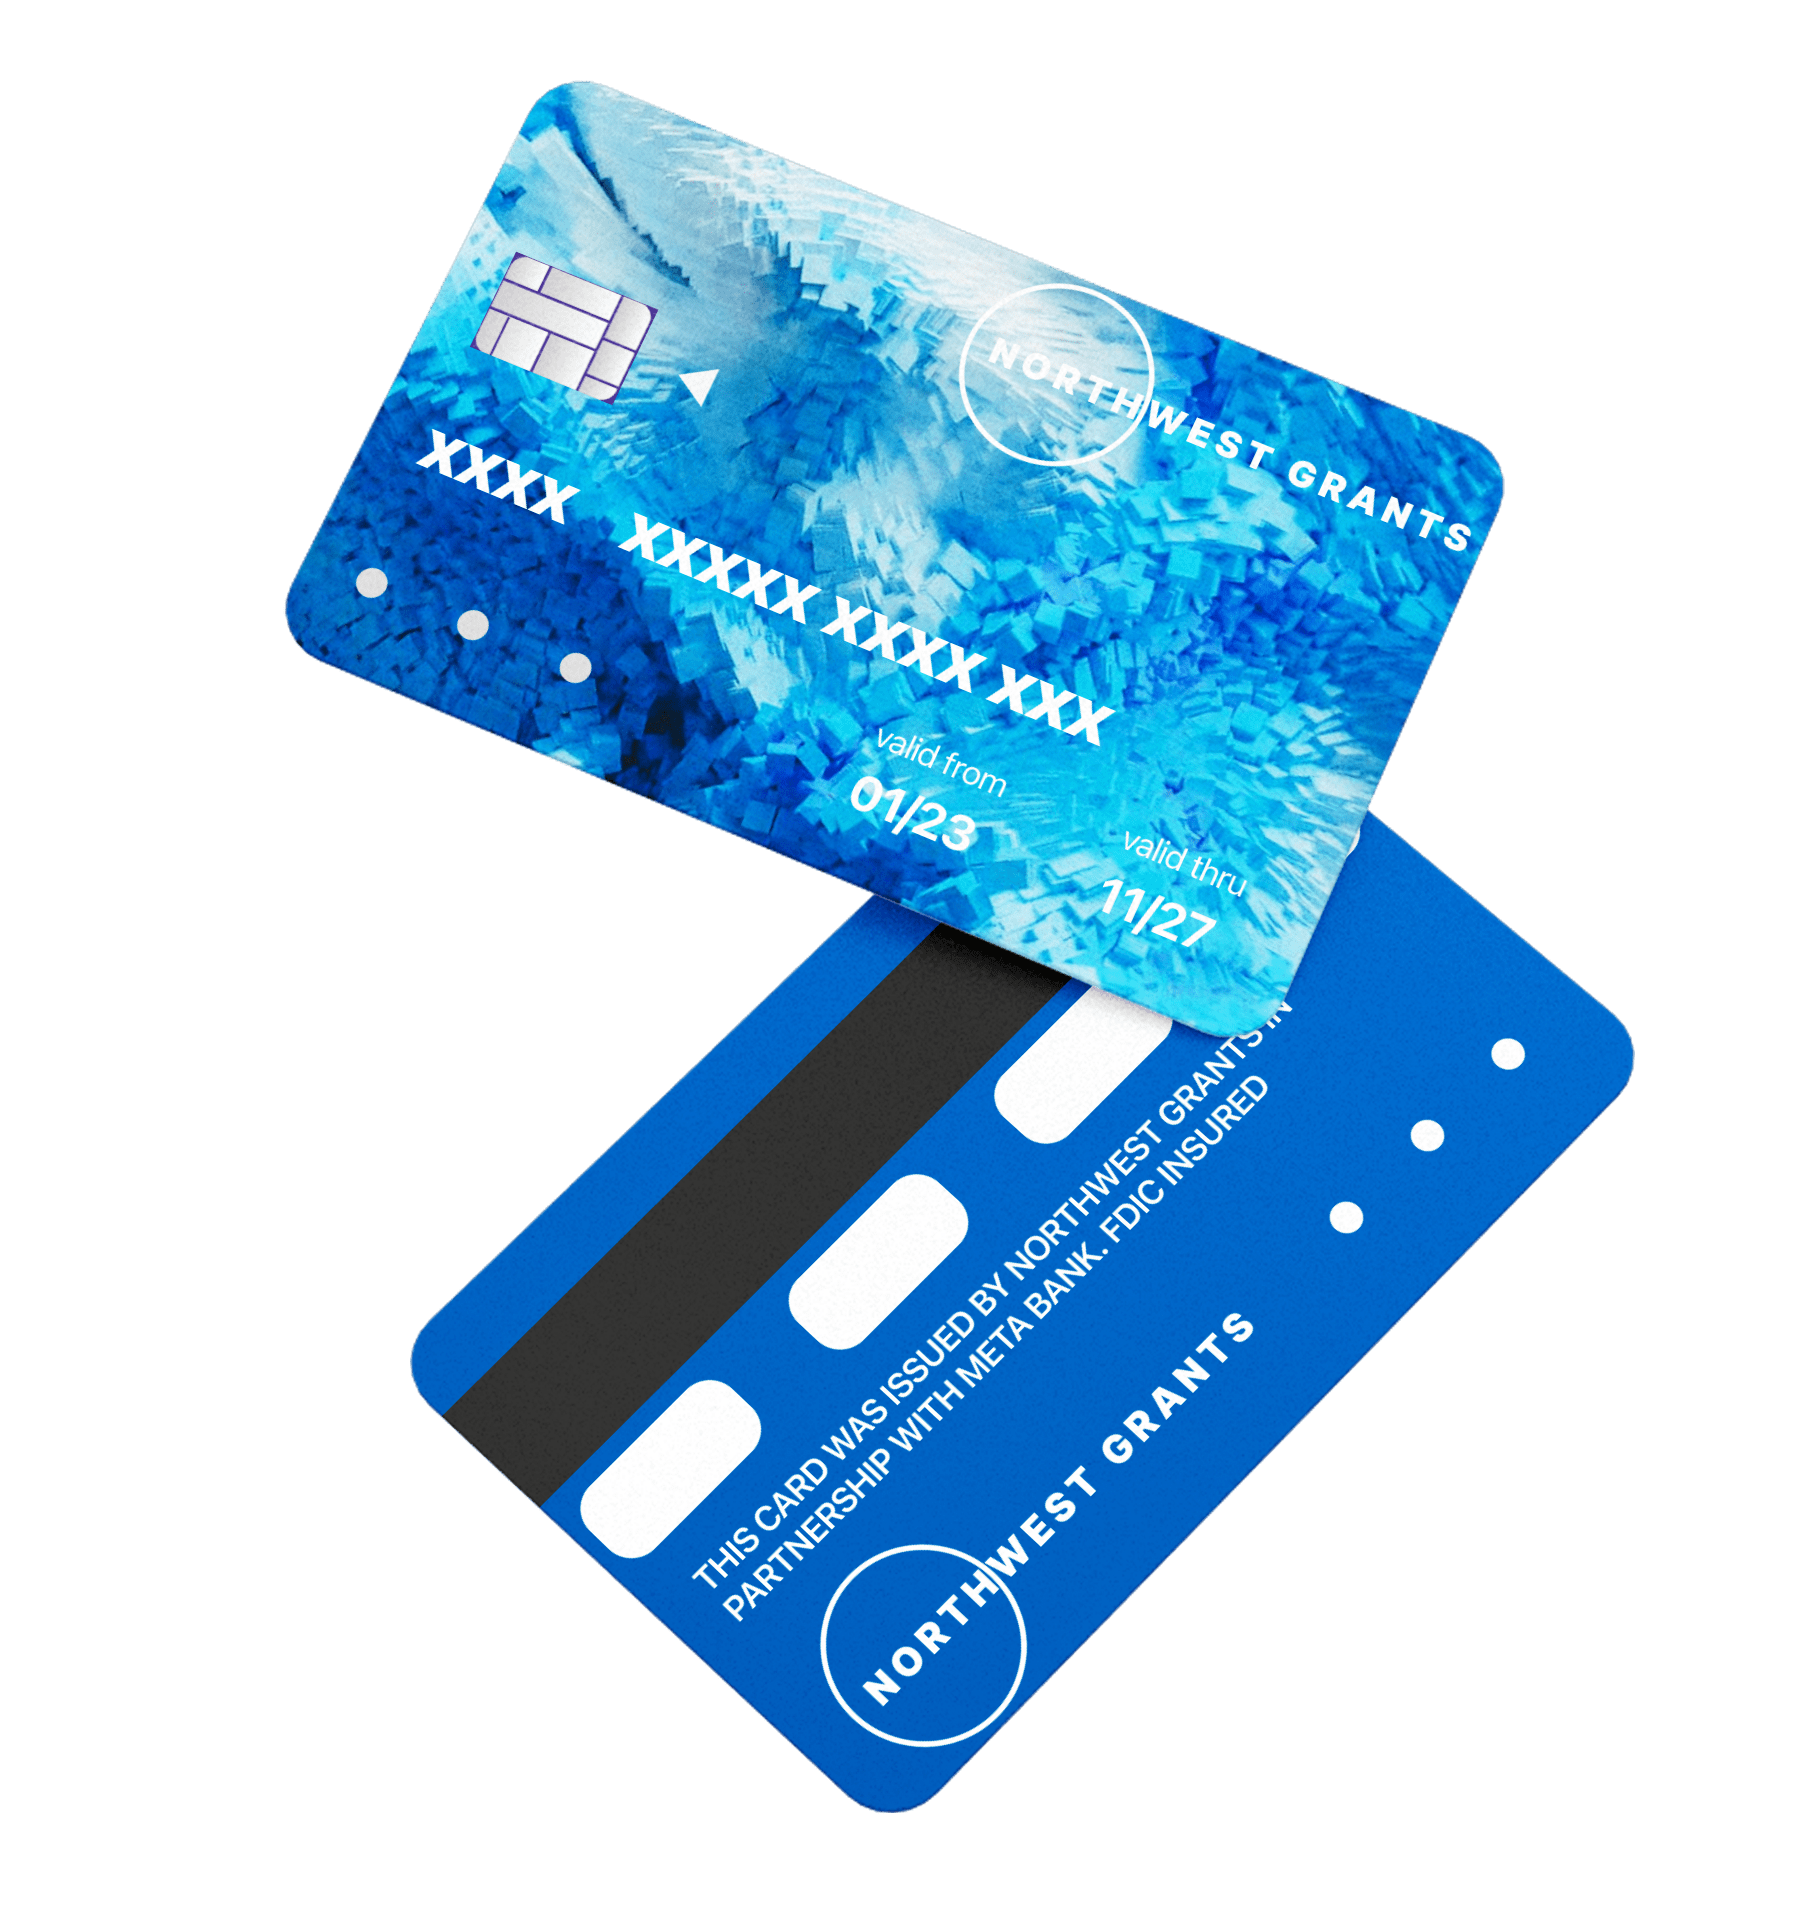 NORTHWEST GRANTS
XXXX XXXXX XXXX XXX
valid from
01/23
valid thru
11/27
THIS CARD WAS ISSUED BY NORTHWEST GRANTS IN
PARTNERSHIP WITH META BANK. FDIC INSURED
NORTHWEST GRANTS